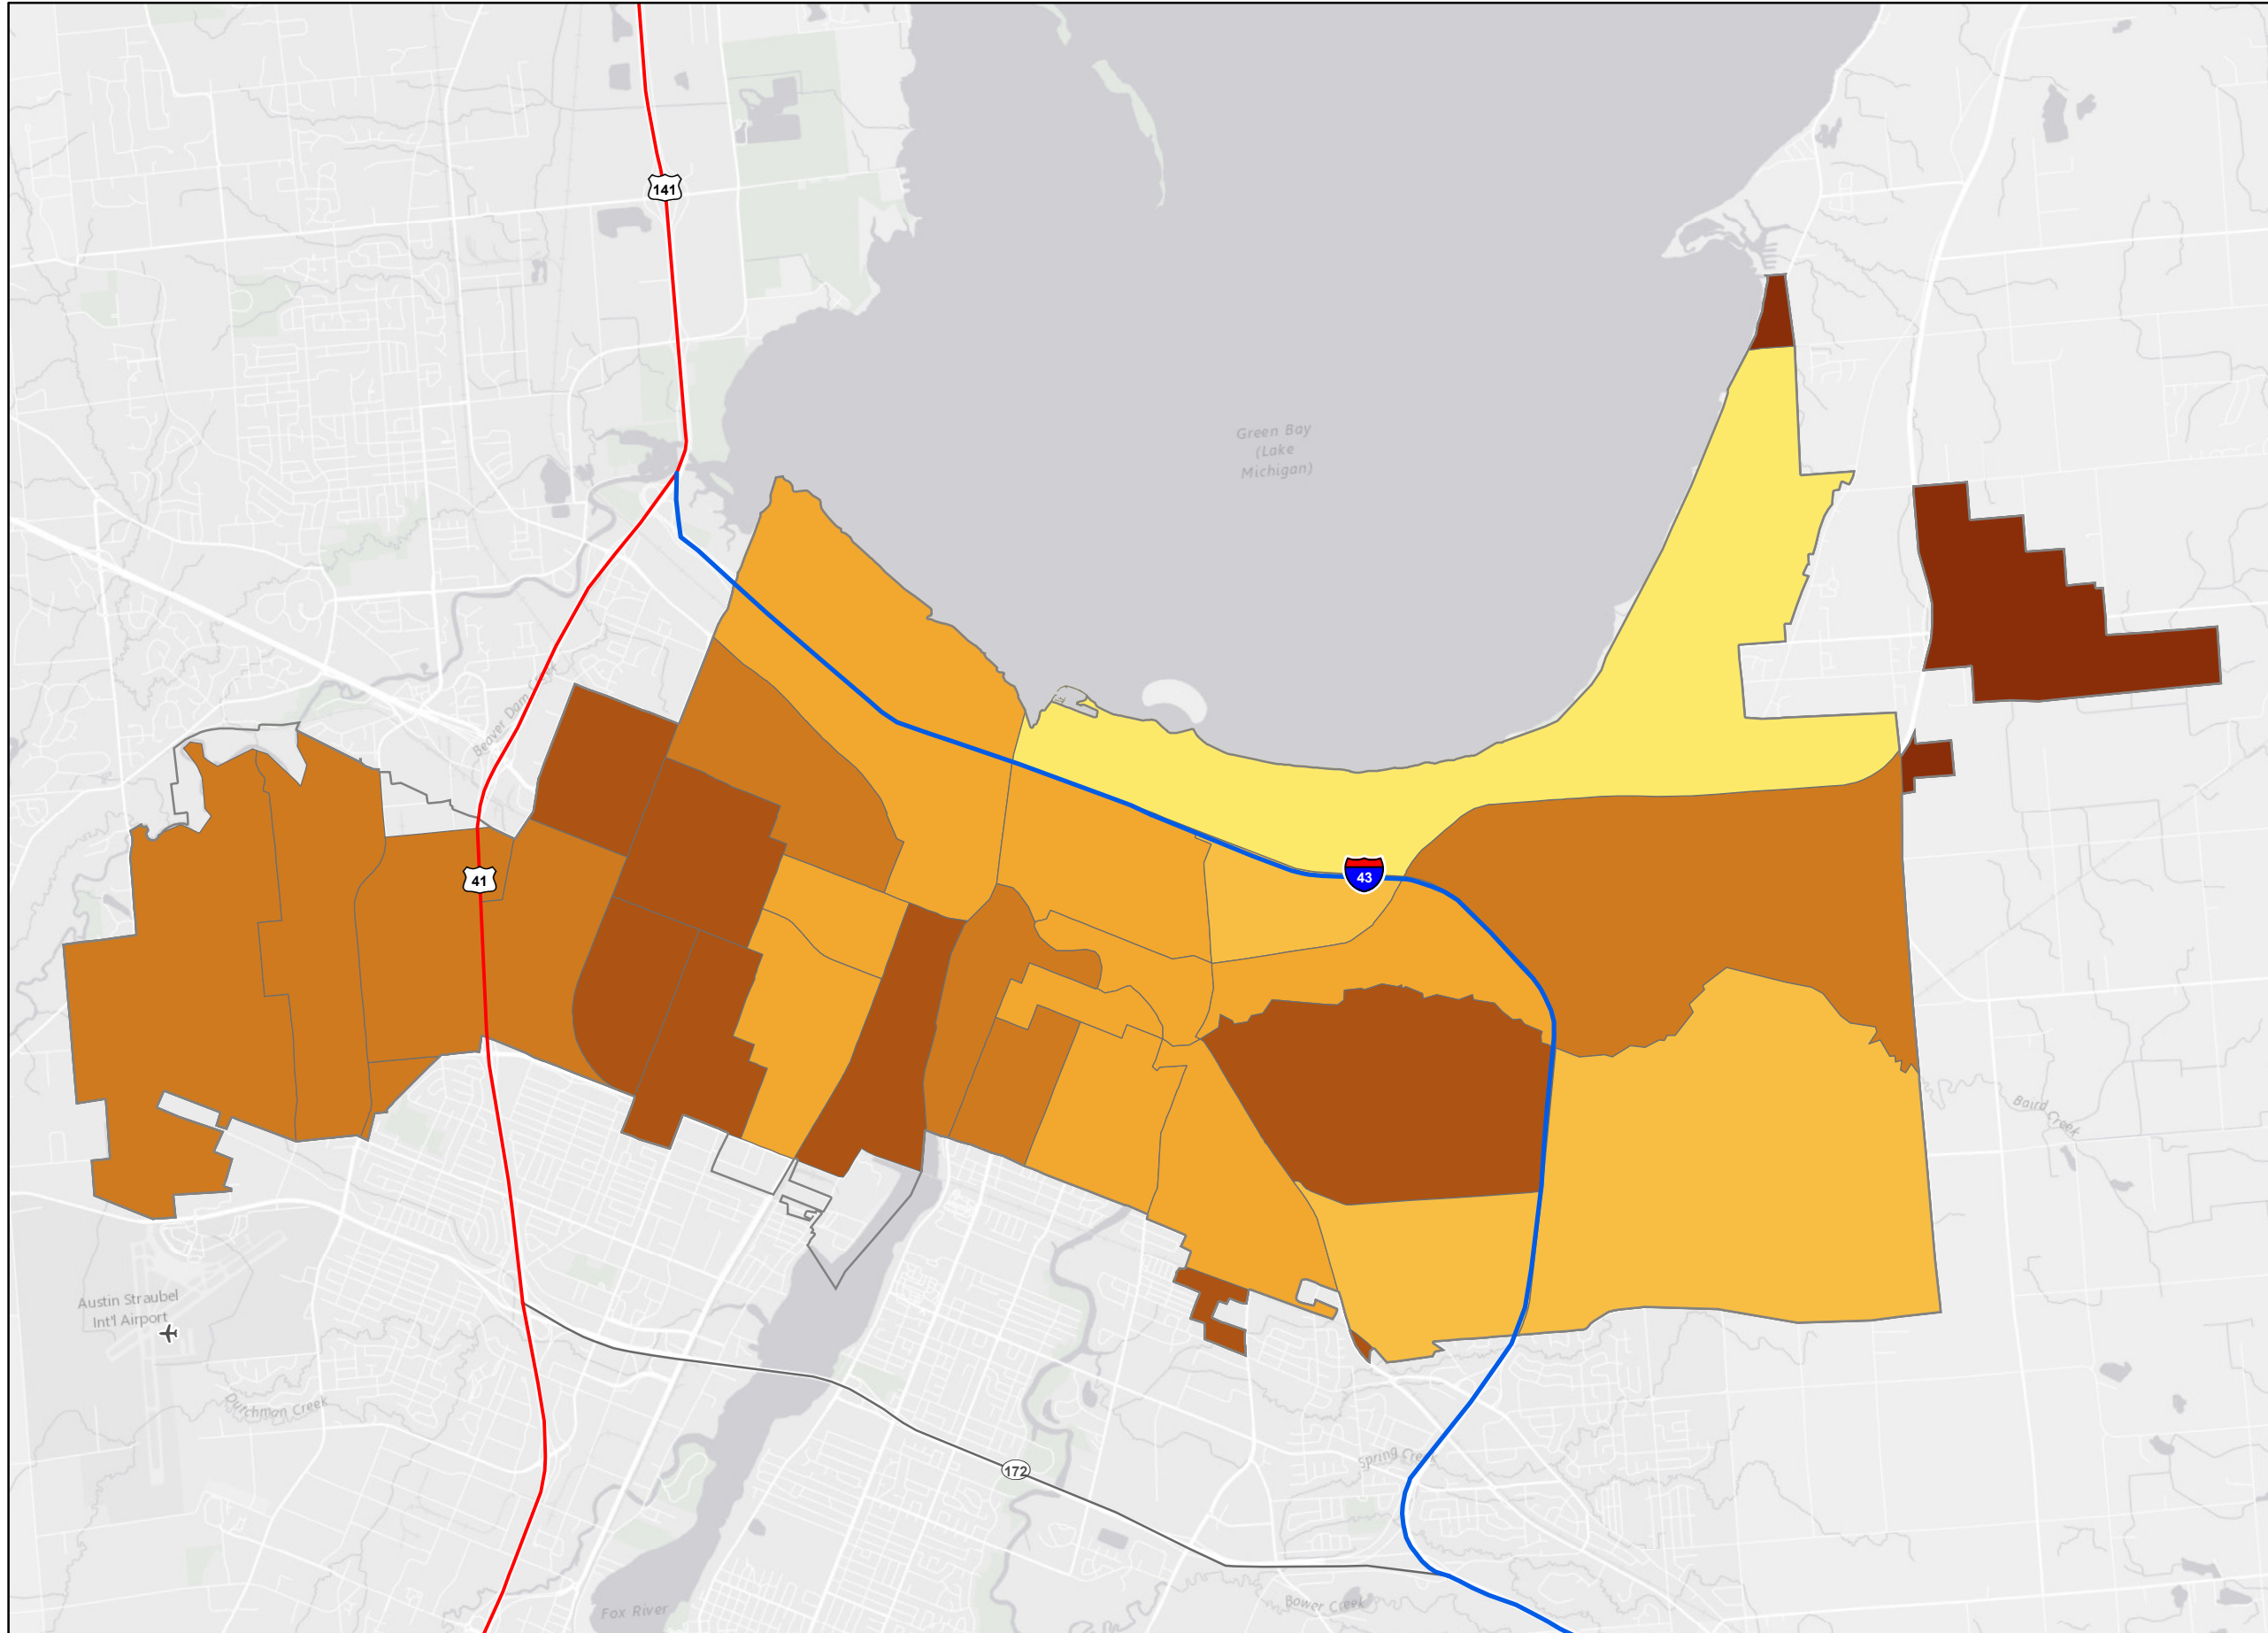 141
Green Bay
(Lake
Michigan)
Beaver Dam Creek
41
43
Baird Creek
Austin Straubel
Int'l Airport
Dutchman Creek
Spring Creek
172
Fox River
Bower Creek